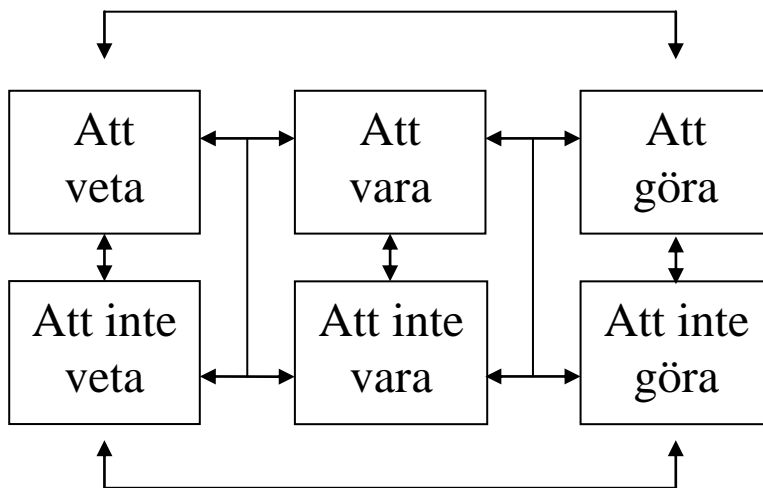 Att
veta
Att
vara
Att
göra
Att inte
veta
Att inte
vara
Att inte
göra